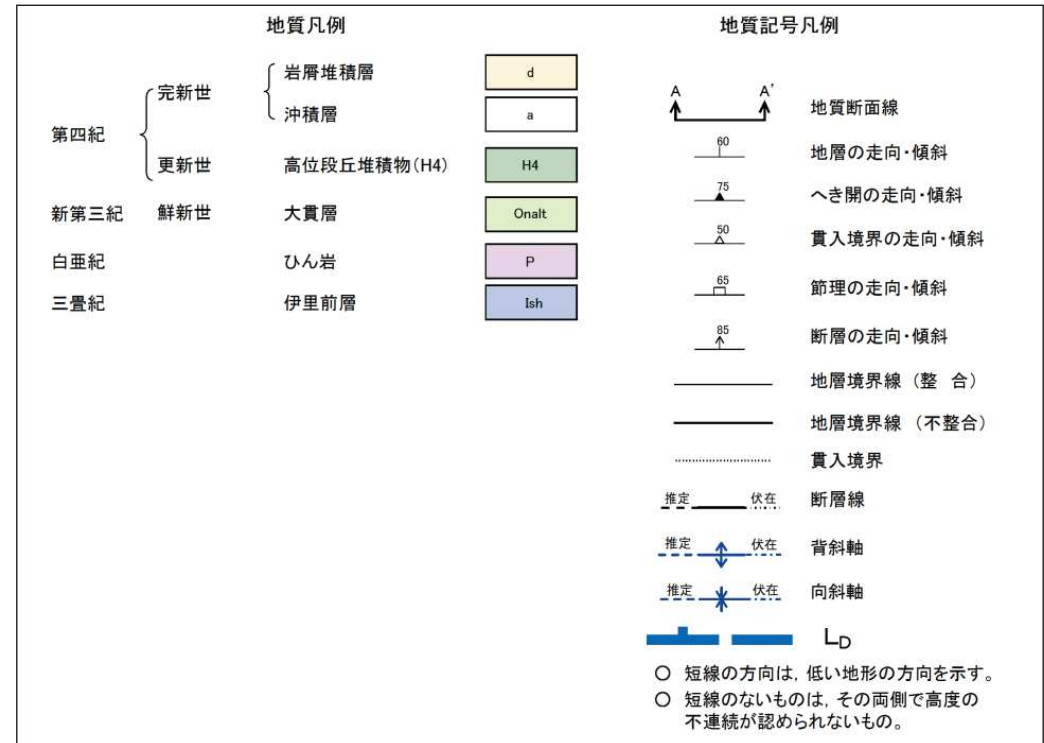 地質凡例
第四紀
完新世
岩屑堆積層
d
沖積層
a
更新世
高位段丘堆積物(H4)
H4
新第三紀
鮮新世
大貫層
Onalt
白亜紀
ひん岩
P
三畳紀
伊里前層
Ish
地質記号凡例
A A'
地質断面線
60
地層の走向・傾斜
75
へき開の走向・傾斜
50
貫入境界の走向・傾斜
65
節理の走向・傾斜
85
断層の走向・傾斜
地層境界線 (整 合)
地層境界線 (不整合)
貫入境界
推定 伏在
断層線
推定 伏在
背斜軸
推定 伏在
向斜軸
LD
○ 短線の方向は, 低い地形の方向を示す。
○ 短線のないものは, その両側で高度の
不連続が認められないもの。